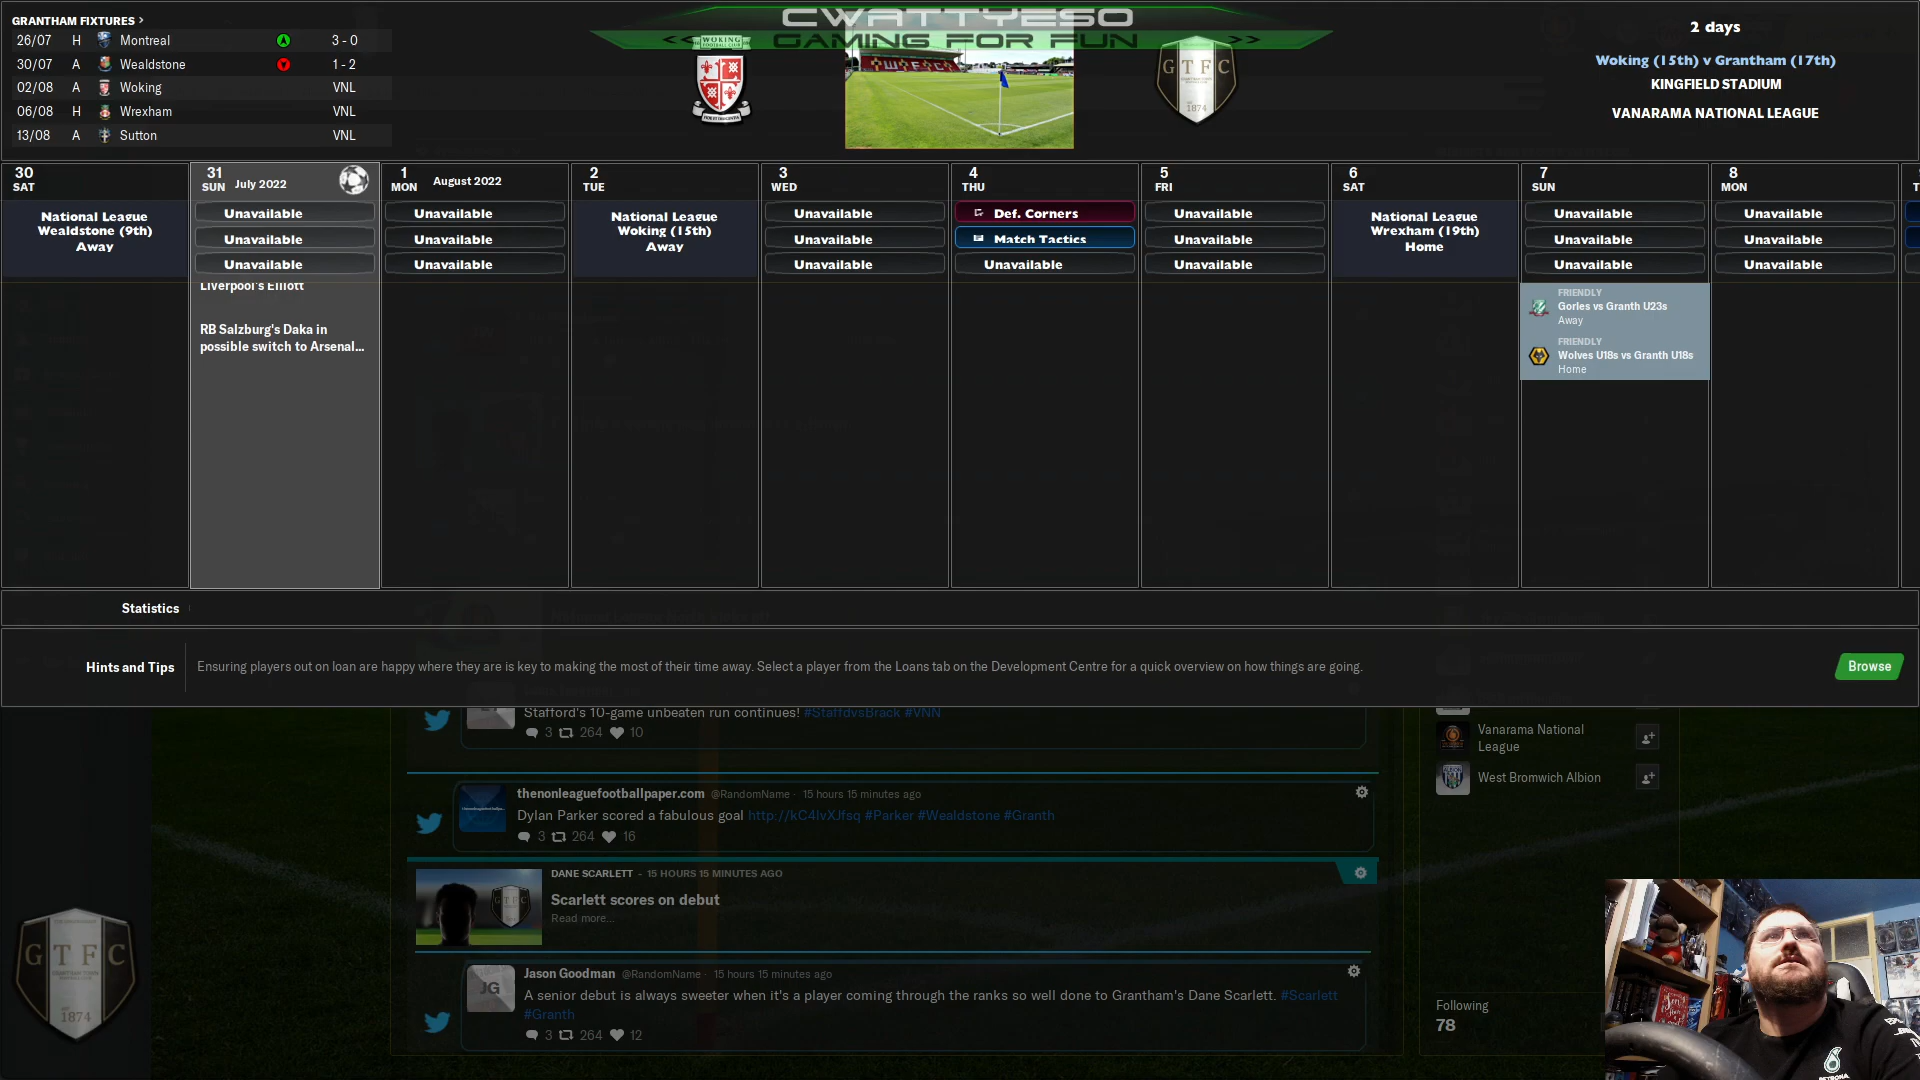 GRANTHAM FIXTURES >
26/07 H Montreal 3 - 0
30/07 A Wealdstone 1 - 2
02/08 A Woking VNL
06/08 H Wrexham VNL
13/08 A Sutton VNL
CWATTYESO
<< GAMING FOR FUN >>
WOKING
GTFC
1874
2 days
Woking (15th) v Grantham (17th)
KINGFIELD STADIUM
VANARAMA NATIONAL LEAGUE
30 SAT
National League
Wealdstone (9th)
Away
31 SUN July 2022
Unavailable
Unavailable
Unavailable
Liverpool's Elliott
RB Salzburg's Daka in
possible switch to Arsenal...
1 MON August 2022
Unavailable
Unavailable
Unavailable
2 TUE
National League
Woking (15th)
Away
3 WED
Unavailable
Unavailable
Unavailable
4 THU
Def. Corners
Match Tactics
Unavailable
5 FRI
Unavailable
Unavailable
Unavailable
6 SAT
National League
Wrexham (19th)
Home
7 SUN
Unavailable
Unavailable
Unavailable
FRIENDLY
Gorles vs Granth U23s
Away
FRIENDLY
Wolves U18s vs Granth U18s
Home
8 MON
Unavailable
Unavailable
Unavailable
Statistics
Hints and Tips
Ensuring players out on loan are happy where they are is key to making the most of their time away. Select a player from the Loans tab on the Development Centre for a quick overview on how things are going.
Browse
Stafford's 10-game unbeaten run continues! #StaffdvsBrack #VNN
3 264 10
thenonleaguefootballpaper.com @RandomName · 15 hours 15 minutes ago
Dylan Parker scored a fabulous goal http://kC4lvXJfsq #Parker #Wealdstone #Granth
3 264 16
DANE SCARLETT - 15 HOURS 15 MINUTES AGO
Scarlett scores on debut
Read more...
JG
Jason Goodman @RandomName · 15 hours 15 minutes ago
A senior debut is always sweeter when it's a player coming through the ranks so well done to Grantham's Dane Scarlett. #Scarlett
#Granth
3 264 12
Vanarama National
League
West Bromwich Albion
Following
78
GTFC
1874